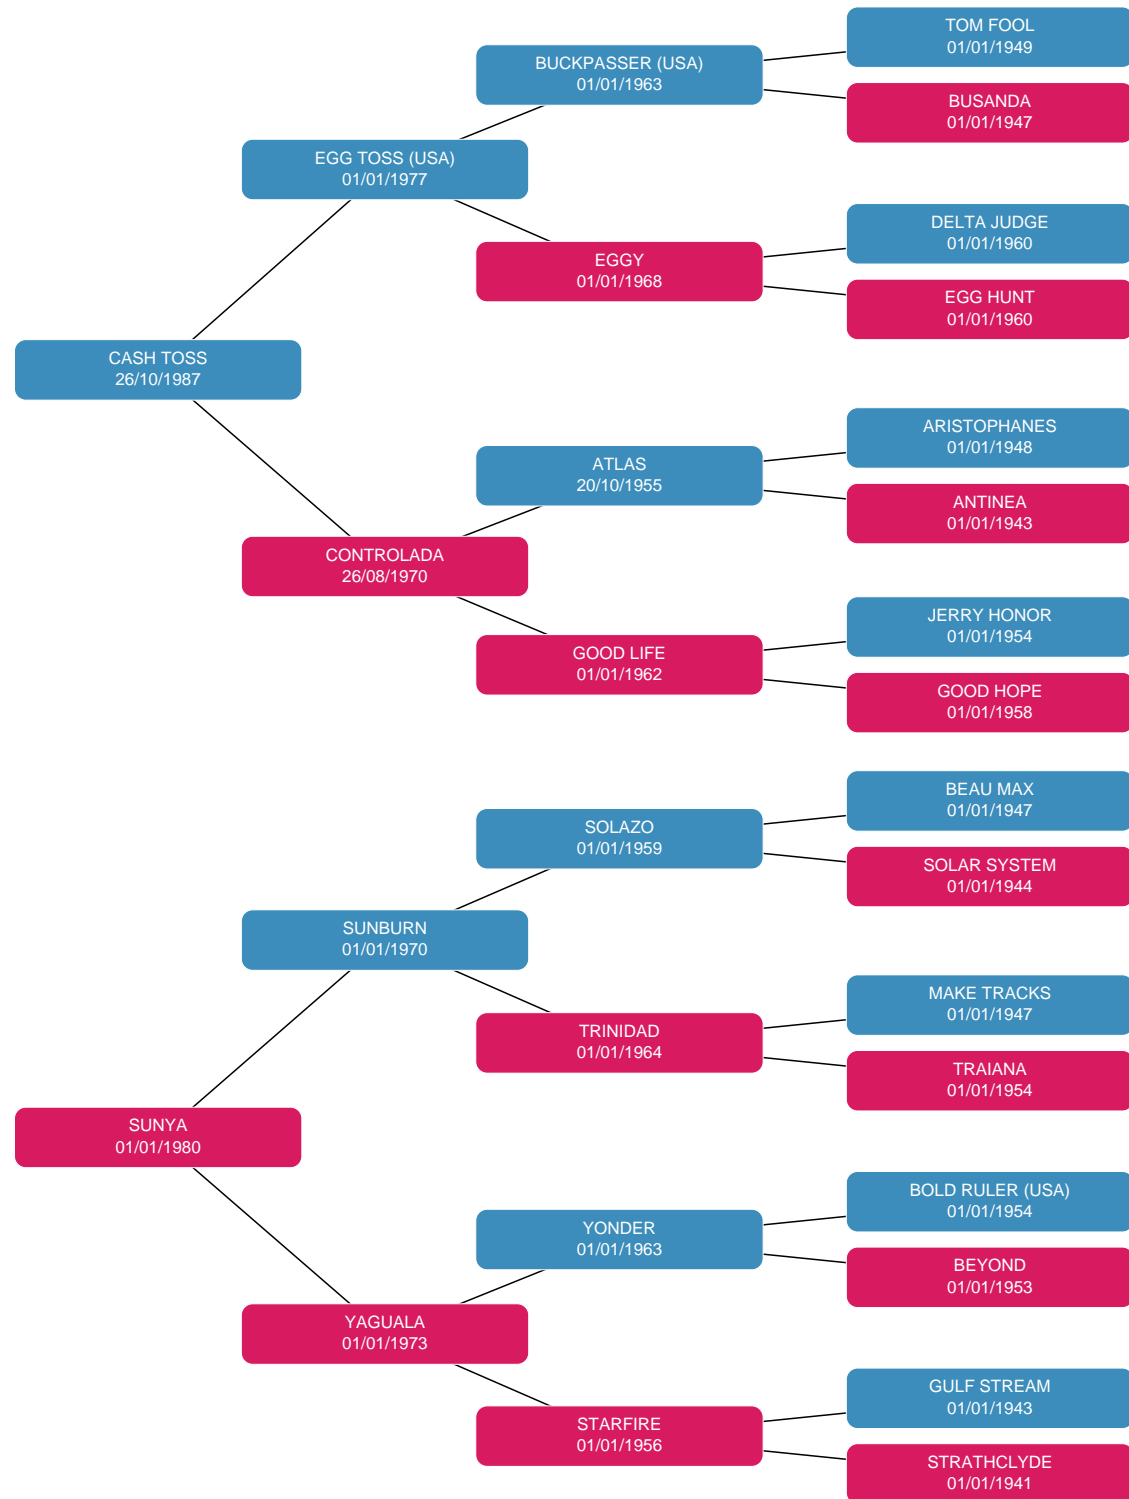 TOM FOOL
01/01/1949
BUCKPASSER (USA)
01/01/1963
BUSANDA
01/01/1947
EGG TOSS (USA)
01/01/1977
DELTA JUDGE
01/01/1960
EGGY
01/01/1968
EGG HUNT
01/01/1960
CASH TOSS
26/10/1987
ARISTOPHANES
01/01/1948
ATLAS
20/10/1955
ANTINEA
01/01/1943
CONTROLADA
26/08/1970
JERRY HONOR
01/01/1954
GOOD LIFE
01/01/1962
GOOD HOPE
01/01/1958
BEAU MAX
01/01/1947
SOLAZO
01/01/1959
SOLAR SYSTEM
01/01/1944
SUNBURN
01/01/1970
MAKE TRACKS
01/01/1947
TRINIDAD
01/01/1964
TRAIANA
01/01/1954
SUNYA
01/01/1980
BOLD RULER (USA)
01/01/1954
YONDER
01/01/1963
BEYOND
01/01/1953
YAGUALA
01/01/1973
GULF STREAM
01/01/1943
STARFIRE
01/01/1956
STRATHCLYDE
01/01/1941